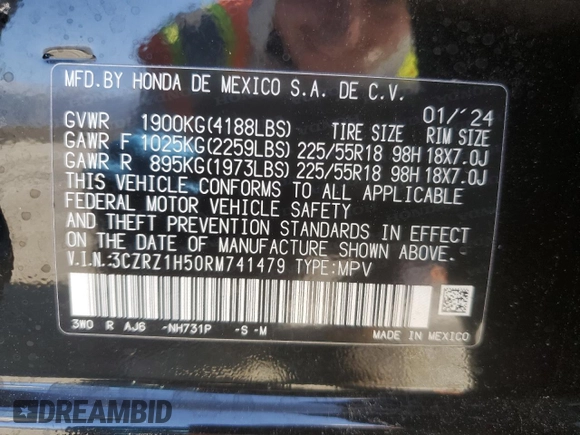 MFD.BY HONDA DE MEXICO S.A. DE C.V.
01/'24
GVWR 1900KG(4188LBS) TIRE SIZE RIM SIZE
GAWR F 1025KG(2259LBS) 225/55R18 98H 18X7.0J
GAWR R 895KG(1973LBS) 225/55R18 98H 18X7.0J
THIS VEHICLE CONFORMS TO ALL APPLICABLE
FEDERAL MOTOR VEHICLE SAFETY
AND THEFT PREVENTION STANDARDS IN EFFECT
ON THE DATE OF MANUFACTURE SHOWN ABOVE.
V.I.N.:3CZRZ1H50RM741479 TYPE:MPV
3W0 R AJ6 -NH731P -S -M
MADE IN MEXICO
DREAMBID